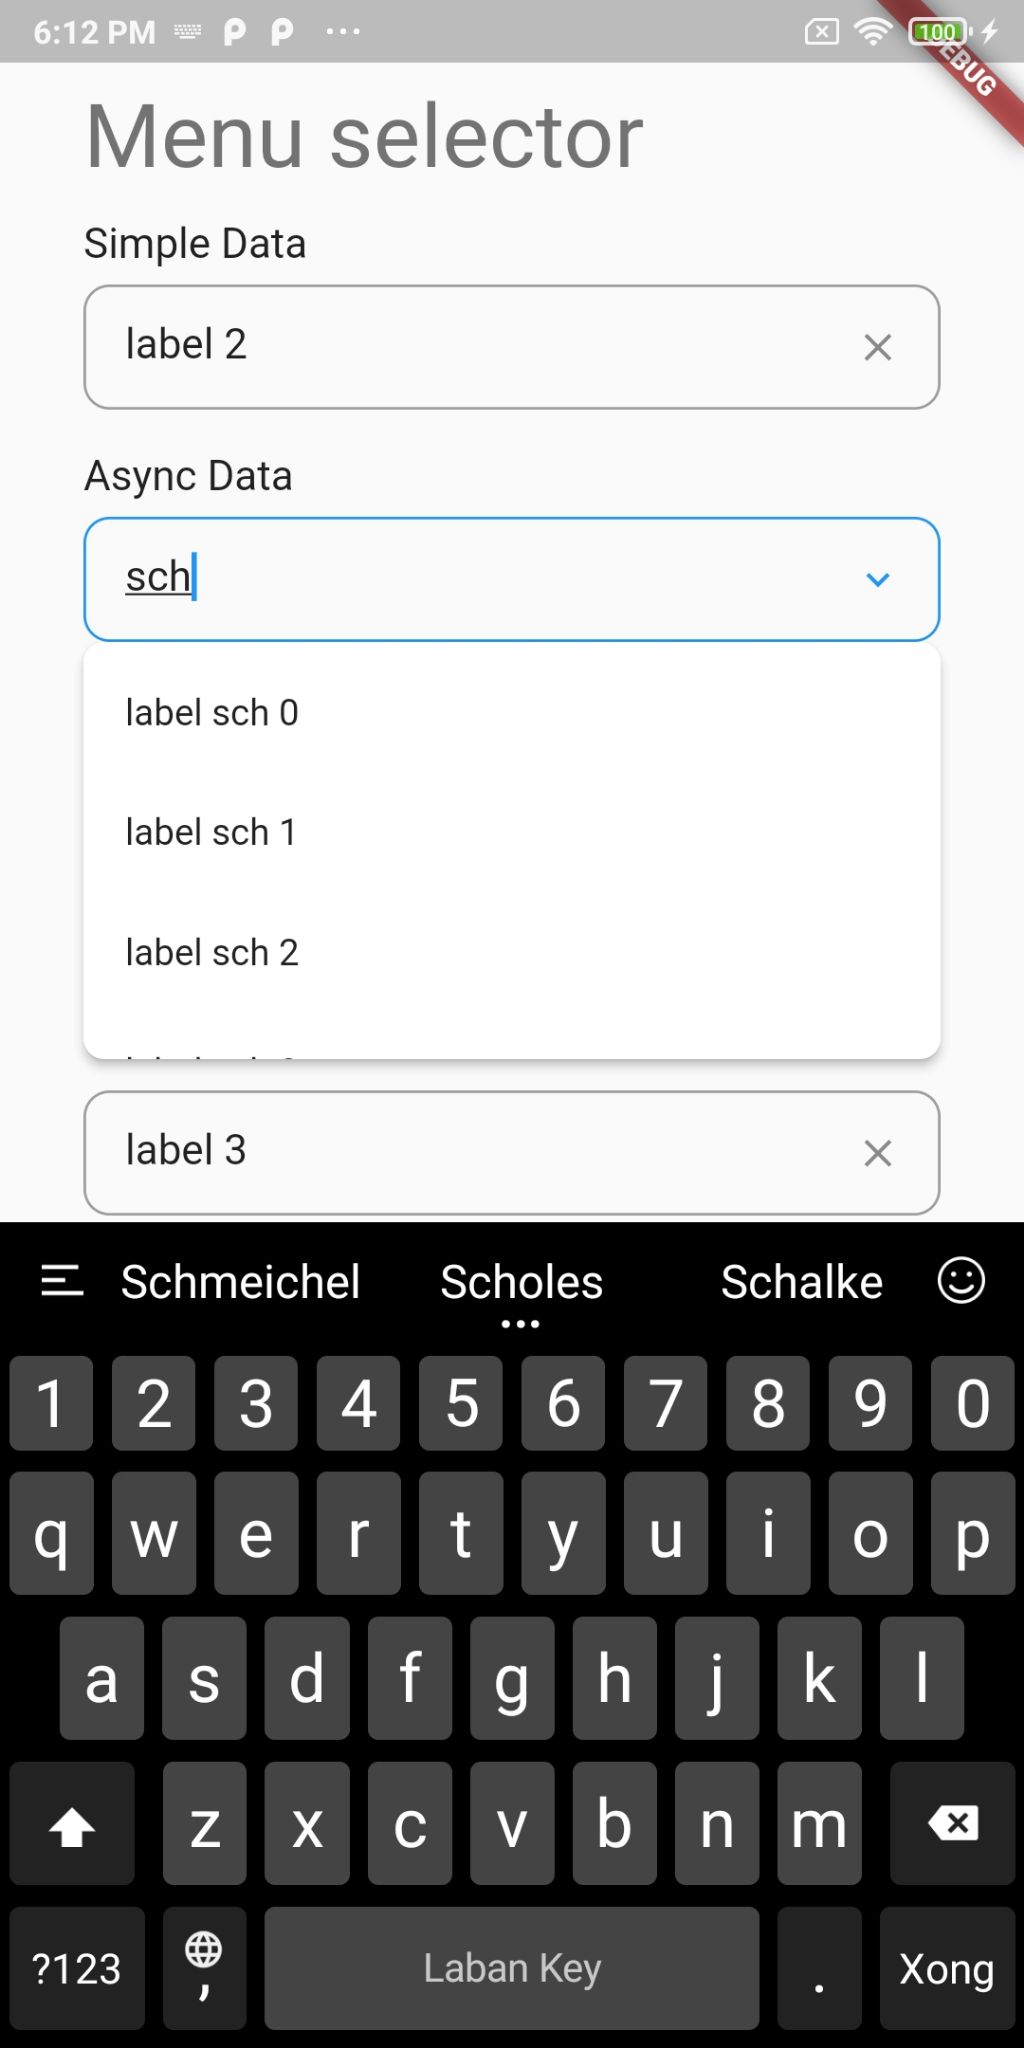 6:12 PM
100
DEBUG
Menu selector
Simple Data
label 2
Async Data
sch
label sch 0
label sch 1
label sch 2
label 3
Schmeichel Scholes Schalke
1 2 3 4 5 6 7 8 9 0
q w e r t y u i o p
a s d f g h j k l
z x c v b n m
?123 , Laban Key . Xong